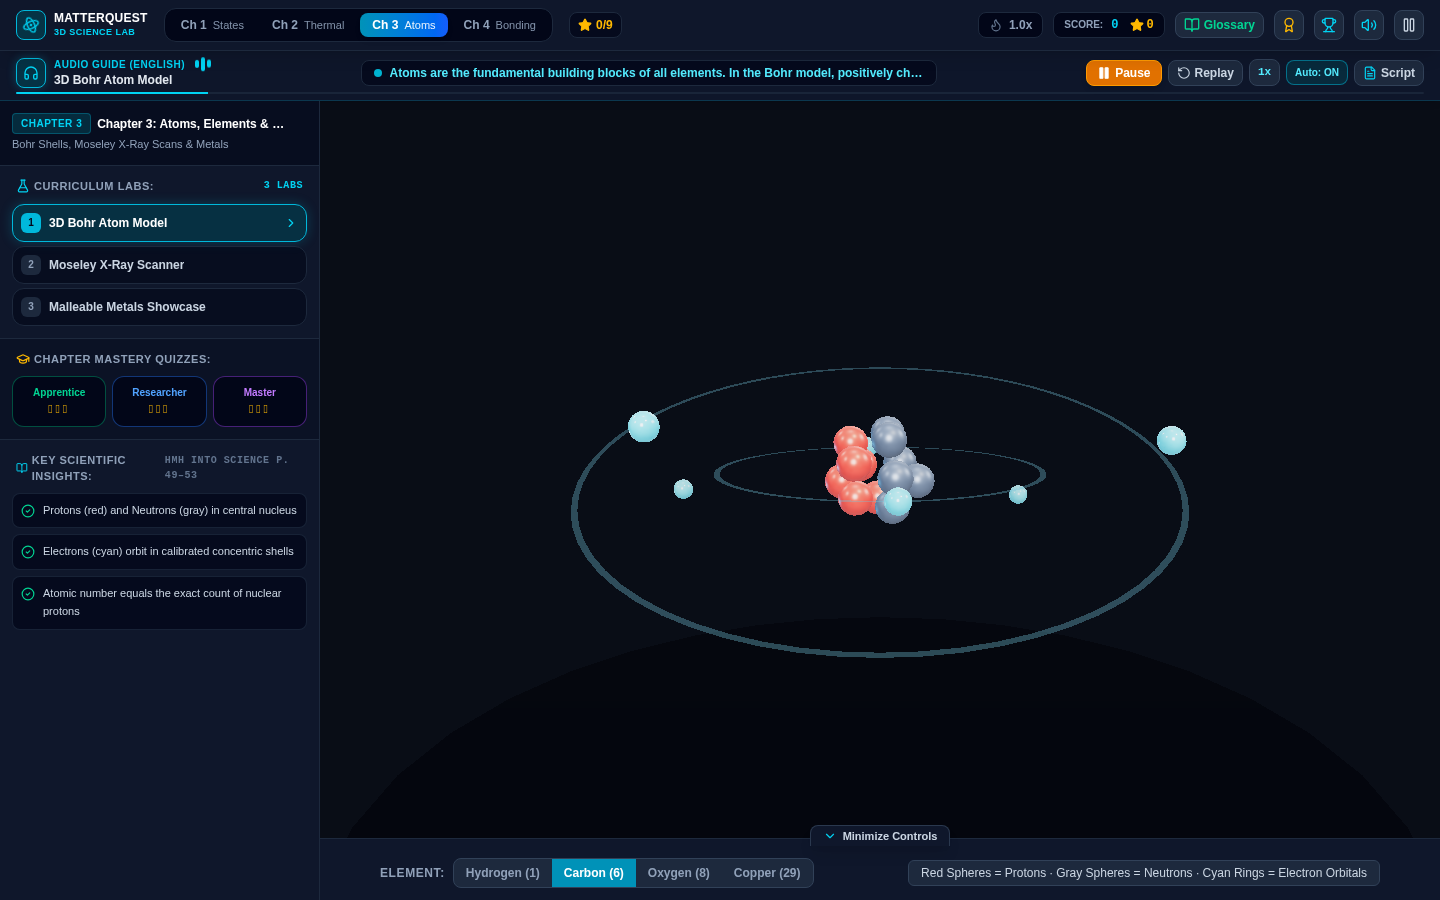 MATTERQUEST
3D SCIENCE LAB
Ch 1 States
Ch 2 Thermal
Ch 3 Atoms
Ch 4 Bonding
0/9
1.0x
SCORE: 0 0
Glossary
AUDIO GUIDE (ENGLISH)
3D Bohr Atom Model
Atoms are the fundamental building blocks of all elements. In the Bohr model, positively ch…
Pause
Replay
1x
Auto: ON
Script
CHAPTER 3
Chapter 3: Atoms, Elements & …
Bohr Shells, Moseley X-Ray Scans & Metals
CURRICULUM LABS:
3 LABS
1 3D Bohr Atom Model
2 Moseley X-Ray Scanner
3 Malleable Metals Showcase
CHAPTER MASTERY QUIZZES:
Apprentice
Researcher
Master
KEY SCIENTIFIC INSIGHTS:
HMH INTO SCIENCE P. 49–53
Protons (red) and Neutrons (gray) in central nucleus
Electrons (cyan) orbit in calibrated concentric shells
Atomic number equals the exact count of nuclear
protons
Minimize Controls
ELEMENT:
Hydrogen (1)
Carbon (6)
Oxygen (8)
Copper (29)
Red Spheres = Protons · Gray Spheres = Neutrons · Cyan Rings = Electron Orbitals